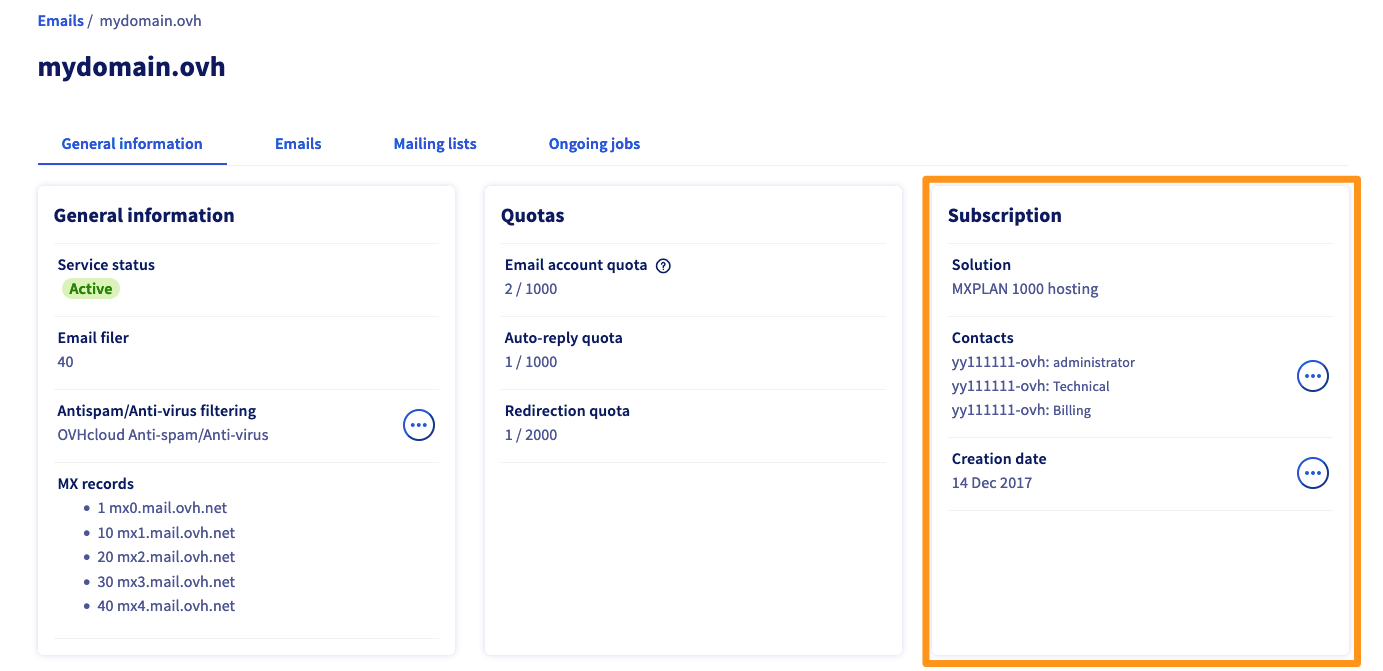 Emails / mydomain.ovh
mydomain.ovh
General information
Emails
Mailing lists
Ongoing jobs
General information
Service status
Active
Email filer
40
Antispam/Anti-virus filtering
OVHcloud Anti-spam/Anti-virus
MX records
1 mx0.mail.ovh.net
10 mx1.mail.ovh.net
20 mx2.mail.ovh.net
30 mx3.mail.ovh.net
40 mx4.mail.ovh.net
Quotas
Email account quota ?
2 / 1000
Auto-reply quota
1 / 1000
Redirection quota
1 / 2000
Subscription
Solution
MXPLAN 1000 hosting
Contacts
yy111111-ovh: administrator
yy111111-ovh: Technical
yy111111-ovh: Billing
Creation date
14 Dec 2017